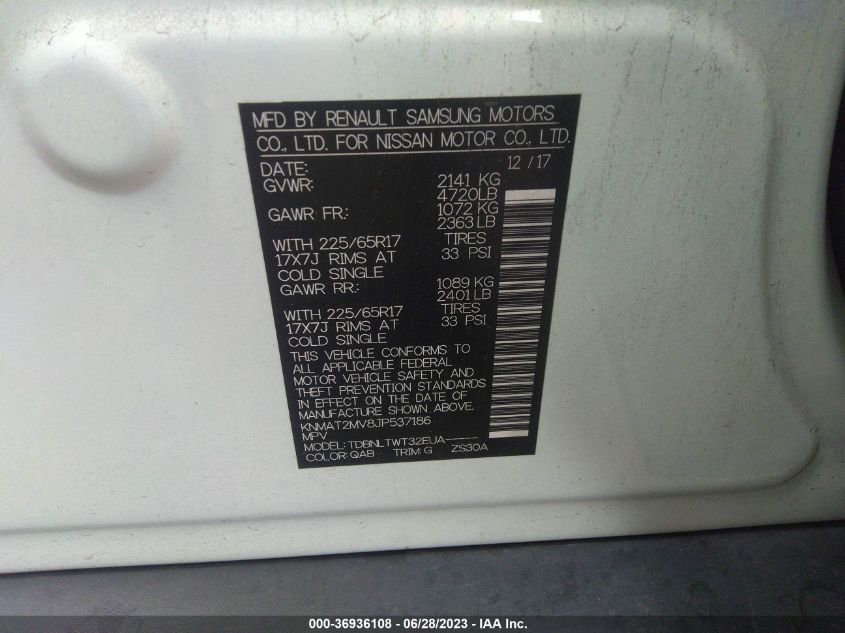 MFD BY RENAULT SAMSUNG MOTORS
CO., LTD. FOR NISSAN MOTOR CO., LTD.
DATE: 12 / 17
GVWR: 2141 KG
4720LB
GAWR FR.: 1072 KG
2363 LB
WITH 225/65R17 TIRES
17X7J RIMS AT 33 PSI
COLD SINGLE
GAWR RR.: 1089 KG
2401 LB
WITH 225/65R17 TIRES
17X7J RIMS AT 33 PSI
COLD SINGLE
THIS VEHICLE CONFORMS TO
ALL APPLICABLE FEDERAL
MOTOR VEHICLE SAFETY AND
THEFT PREVENTION STANDARDS
IN EFFECT ON THE DATE OF
MANUFACTURE SHOWN ABOVE.
KNMAT2MV8JP537186
MPV
MODEL: TDBNLTWT32EUA-----
COLOR: QAB TRIM: G ZS30A
000-36936108 - 06/28/2023 - IAA Inc.